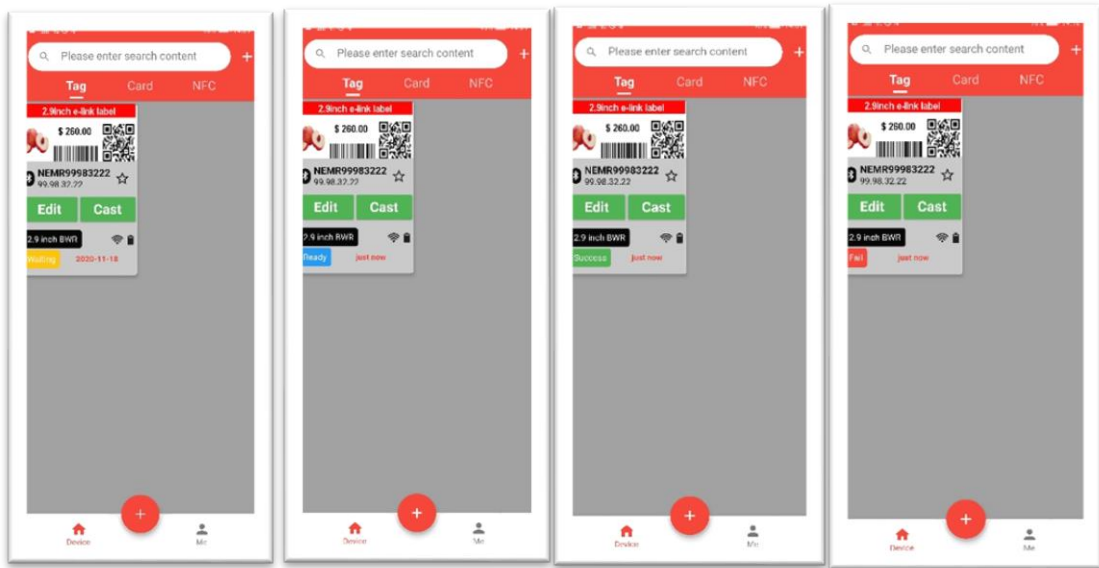 Please enter search content +
Tag Card NFC
2.9inch e-link label
$ 260.00
NEMR99983222
99.98.32.22
Edit Cast
2.9 inch BWR
Waiting 2020-11-18
+
Device Me
Please enter search content +
Tag Card NFC
2.9inch e-link label
$ 260.00
NEMR99983222
99.98.32.22
Edit Cast
2.9 inch BWR
Ready just now
+
Device Me
Please enter search content +
Tag Card NFC
2.9inch e-link label
$ 260.00
NEMR99983222
99.98.32.22
Edit Cast
2.9 inch BWR
Success just now
+
Device Me
Please enter search content +
Tag Card NFC
2.9inch e-link label
$ 260.00
NEMR99983222
99.98.32.22
Edit Cast
2.9 inch BWR
Fail just now
+
Device Me